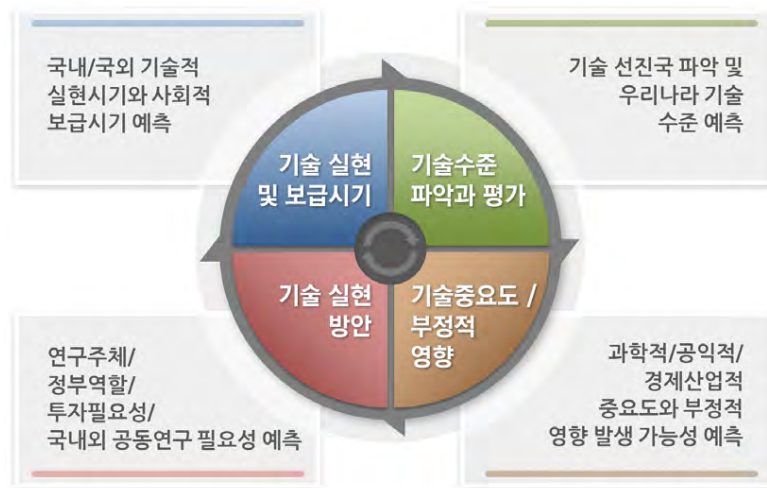 국내/국외 기술적
실현시기와 사회적
보급시기 예측
기술 선진국 파악 및
우리나라 기술
수준 예측
기술 실현
및 보급시기
기술수준
파악과 평가
기술 실현
방안
기술중요도 /
부정적
영향
연구주체/
정부역할/
투자필요성/
국내외 공동연구 필요성 예측
과학적/공익적/
경제산업적
중요도와 부정적
영향 발생 가능성 예측